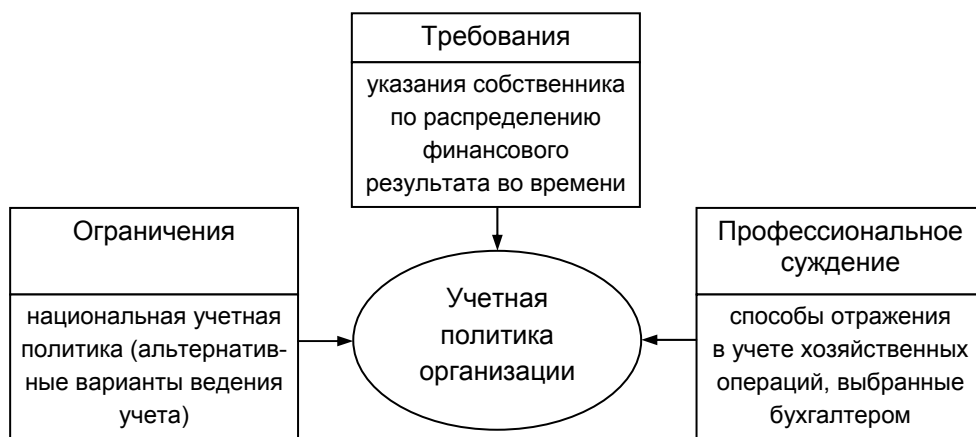 Требования
указания собственника
по распределению
финансового
результата во времени
Ограничения
национальная учетная
политика (альтернатив-
ные варианты ведения
учета)
Учетная
политика
организации
Профессиональное
суждение
способы отражения
в учете хозяйственных
операций, выбранные
бухгалтером